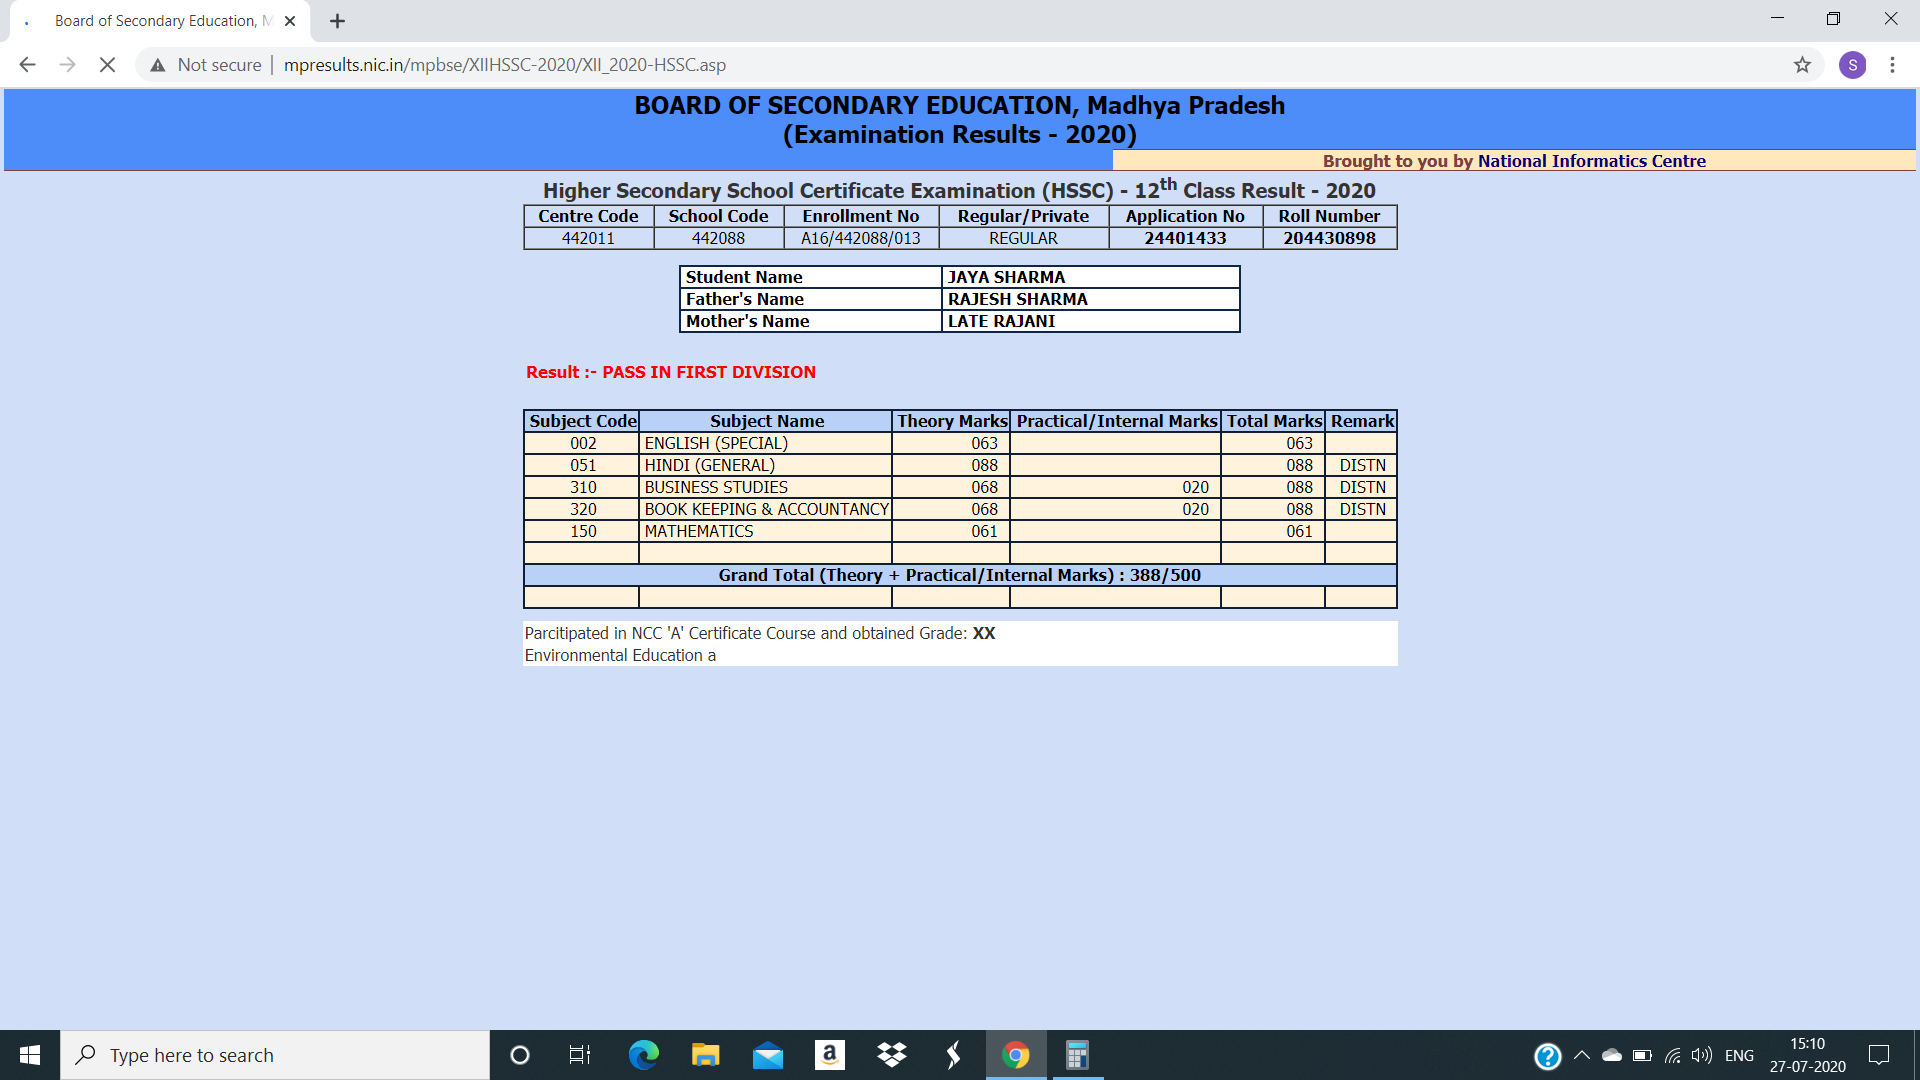 Board of Secondary Education, M
Not secure | mpresults.nic.in/mpbse/XIIHSSC-2020/XII_2020-HSSC.asp
S
BOARD OF SECONDARY EDUCATION, Madhya Pradesh
(Examination Results - 2020)
Brought to you by National Informatics Centre
Higher Secondary School Certificate Examination (HSSC) - 12th Class Result - 2020
Centre Code School Code Enrollment No Regular/Private Application No Roll Number
442011 442088 A16/442088/013 REGULAR 24401433 204430898
Student Name JAYA SHARMA
Father's Name RAJESH SHARMA
Mother's Name LATE RAJANI
Result :- PASS IN FIRST DIVISION
Subject Code Subject Name Theory Marks Practical/Internal Marks Total Marks Remark
002 ENGLISH (SPECIAL) 063 063
051 HINDI (GENERAL) 088 088 DISTN
310 BUSINESS STUDIES 068 020 088 DISTN
320 BOOK KEEPING & ACCOUNTANCY 068 020 088 DISTN
150 MATHEMATICS 061 061
Grand Total (Theory + Practical/Internal Marks) : 388/500
Parcitipated in NCC 'A' Certificate Course and obtained Grade: XX
Environmental Education a
Type here to search
a
ENG
15:10
27-07-2020